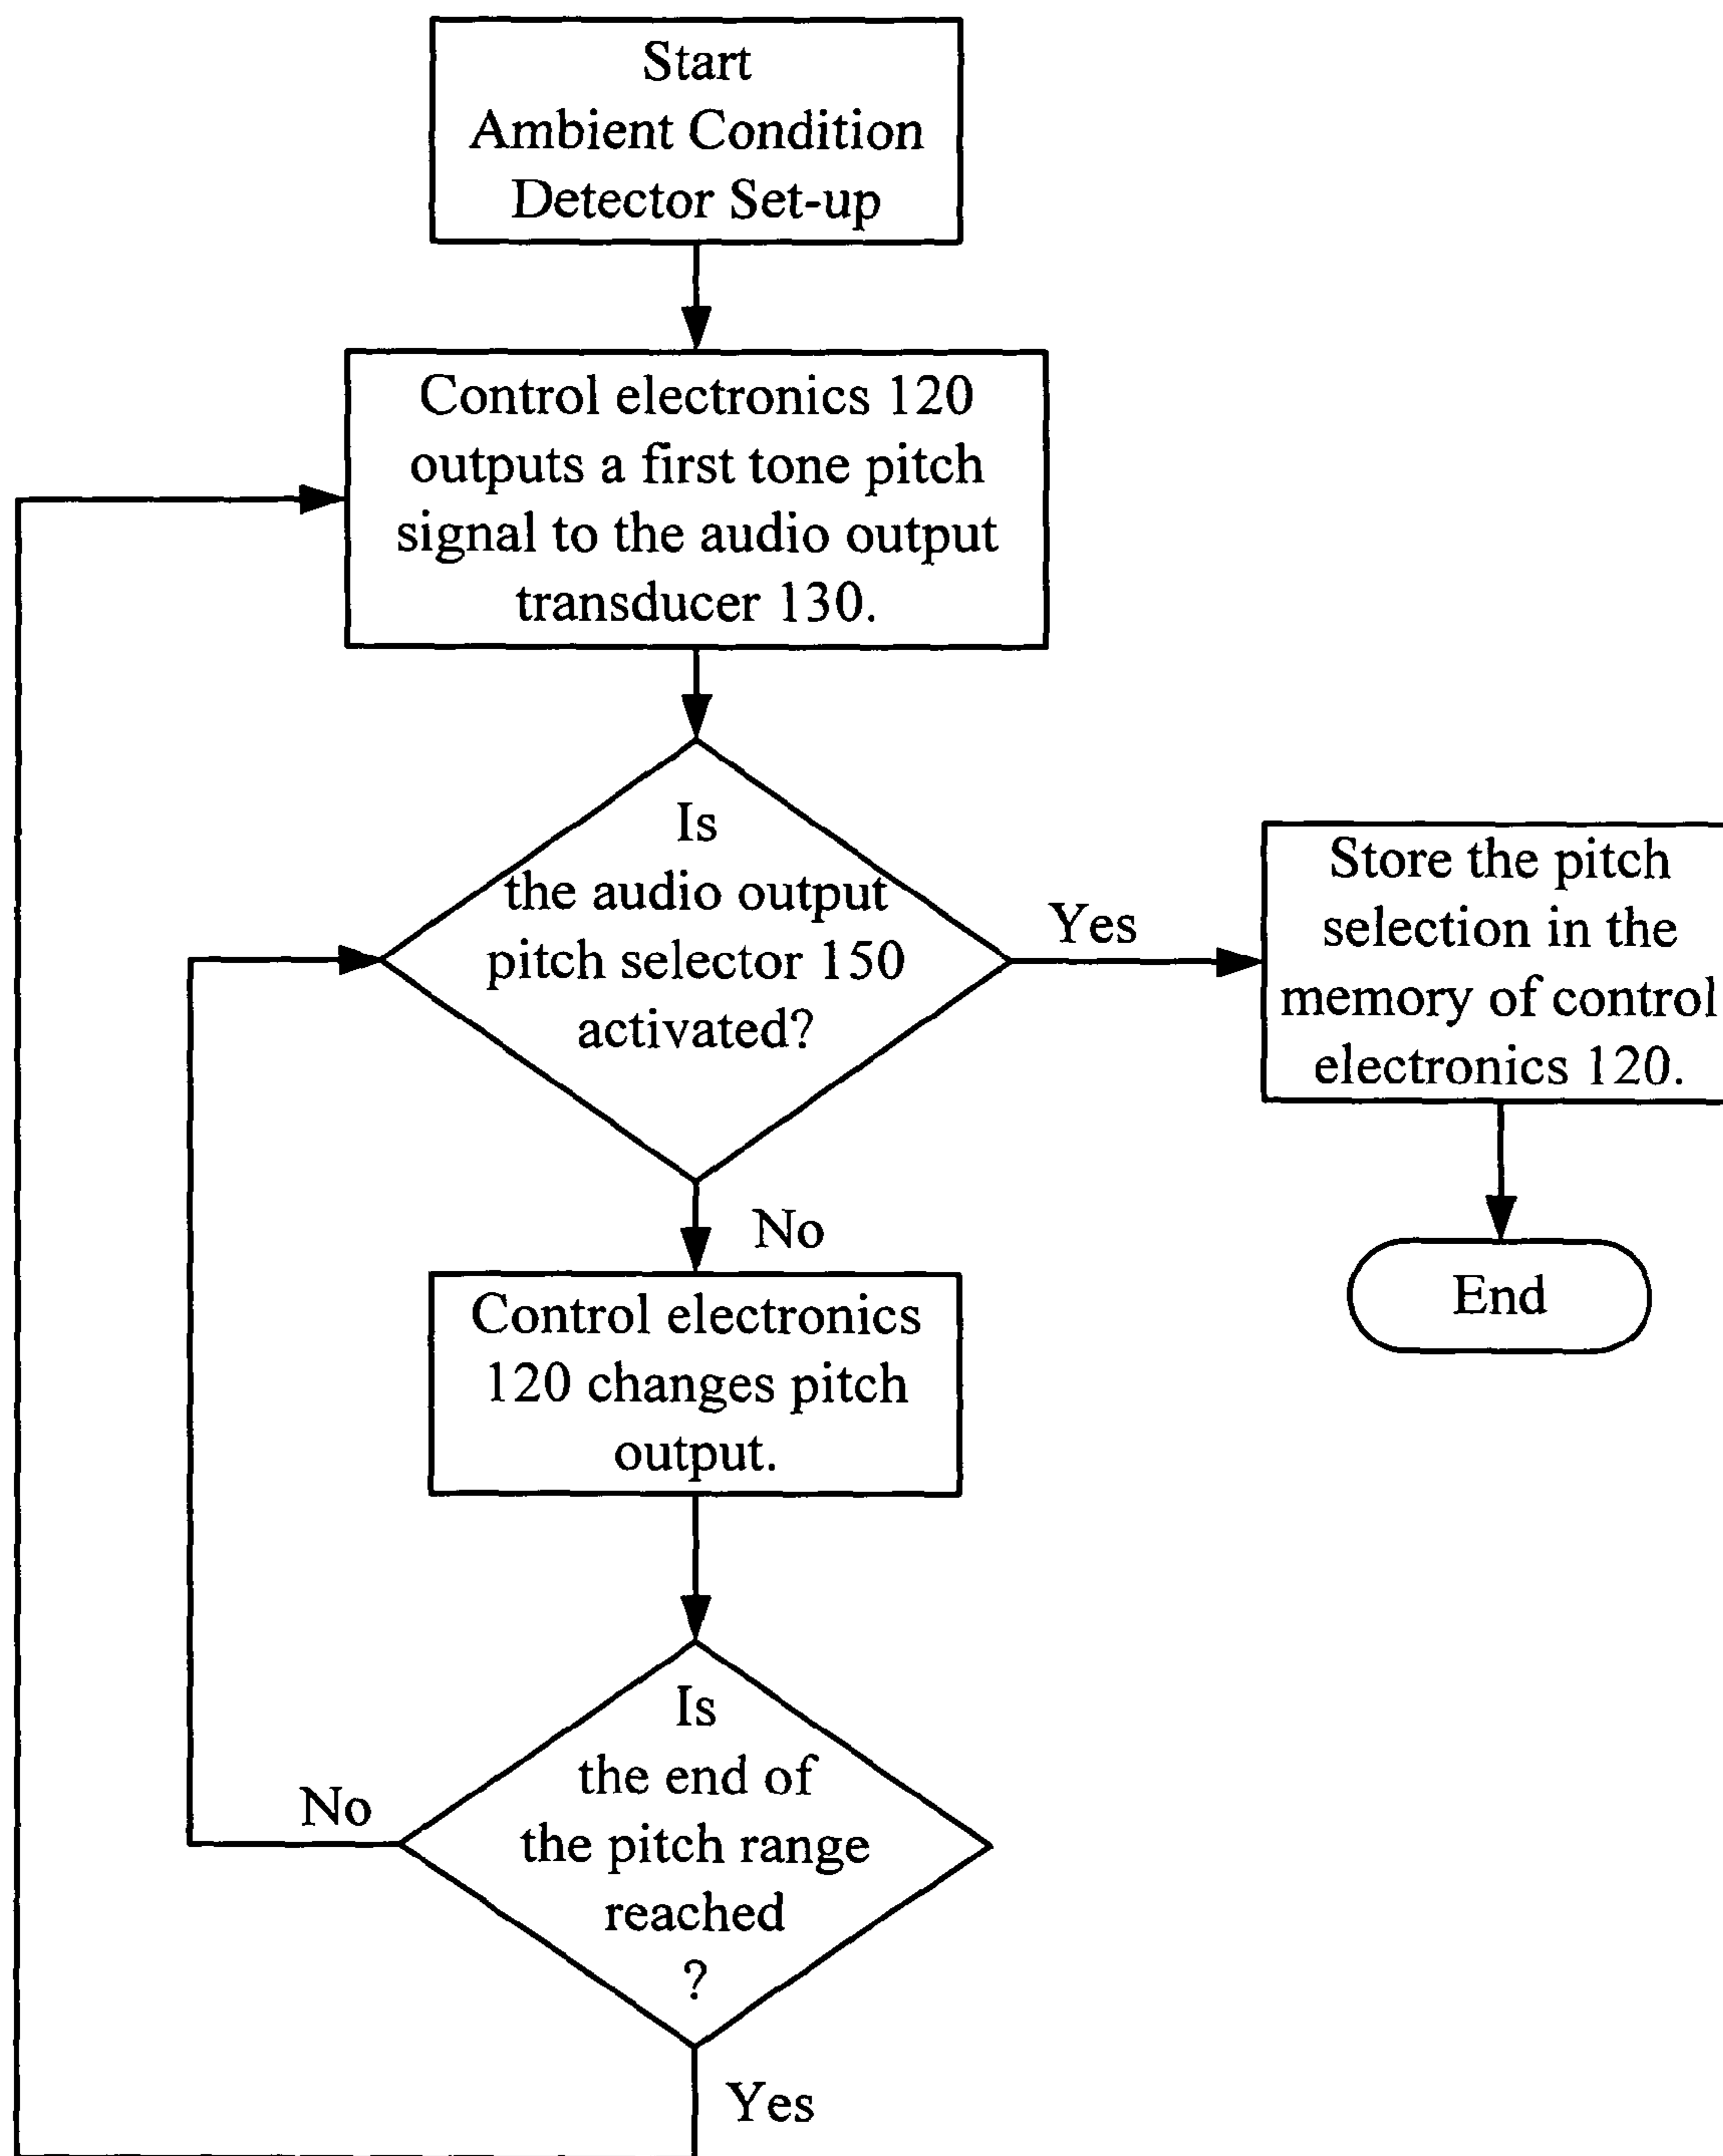 Start
Ambient Condition
Detector Set-up
Control electronics 120
outputs a first tone pitch
signal to the audio output
transducer 130.
Is
the audio output
pitch selector 150
activated?
Yes
Store the pitch
selection in the
memory of control
electronics 120.
No
End
Control electronics
120 changes pitch
output.
Is
the end of
the pitch range
reached
?
No
Yes